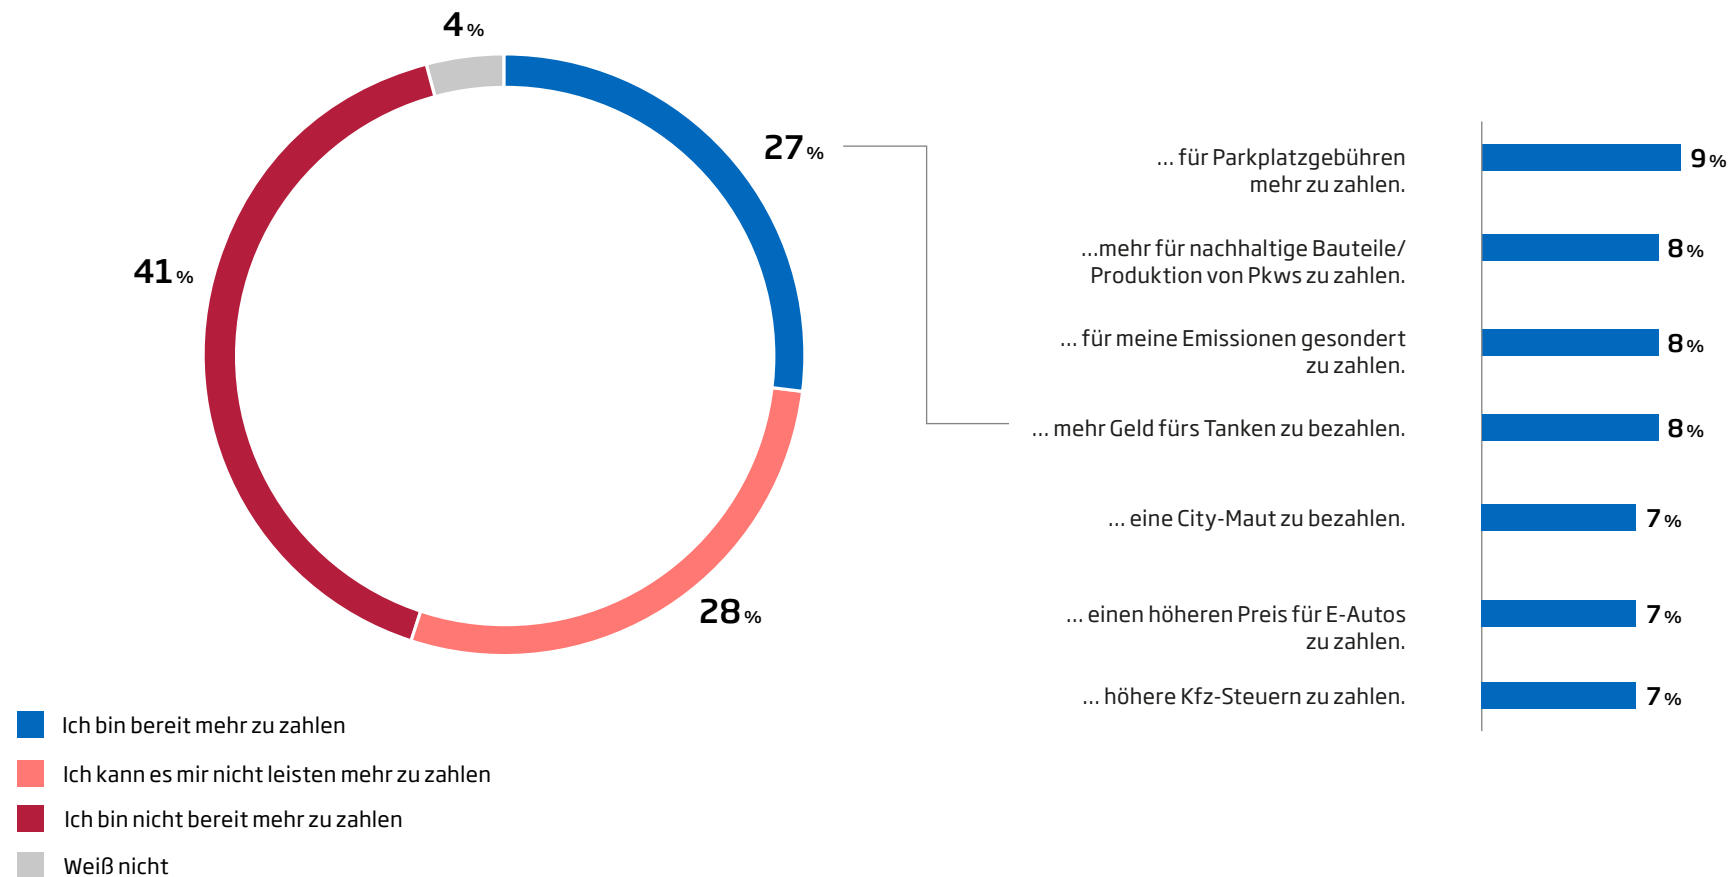 4%
27%
41%
28%
... für Parkplatzgebühren
mehr zu zahlen.
9%
...mehr für nachhaltige Bauteile/
Produktion von Pkws zu zahlen.
8%
... für meine Emissionen gesondert
zu zahlen.
8%
... mehr Geld fürs Tanken zu bezahlen.
8%
... eine City-Maut zu bezahlen.
7%
... einen höheren Preis für E-Autos
zu zahlen.
7%
... höhere Kfz-Steuern zu zahlen.
7%
Ich bin bereit mehr zu zahlen
Ich kann es mir nicht leisten mehr zu zahlen
Ich bin nicht bereit mehr zu zahlen
Weiß nicht